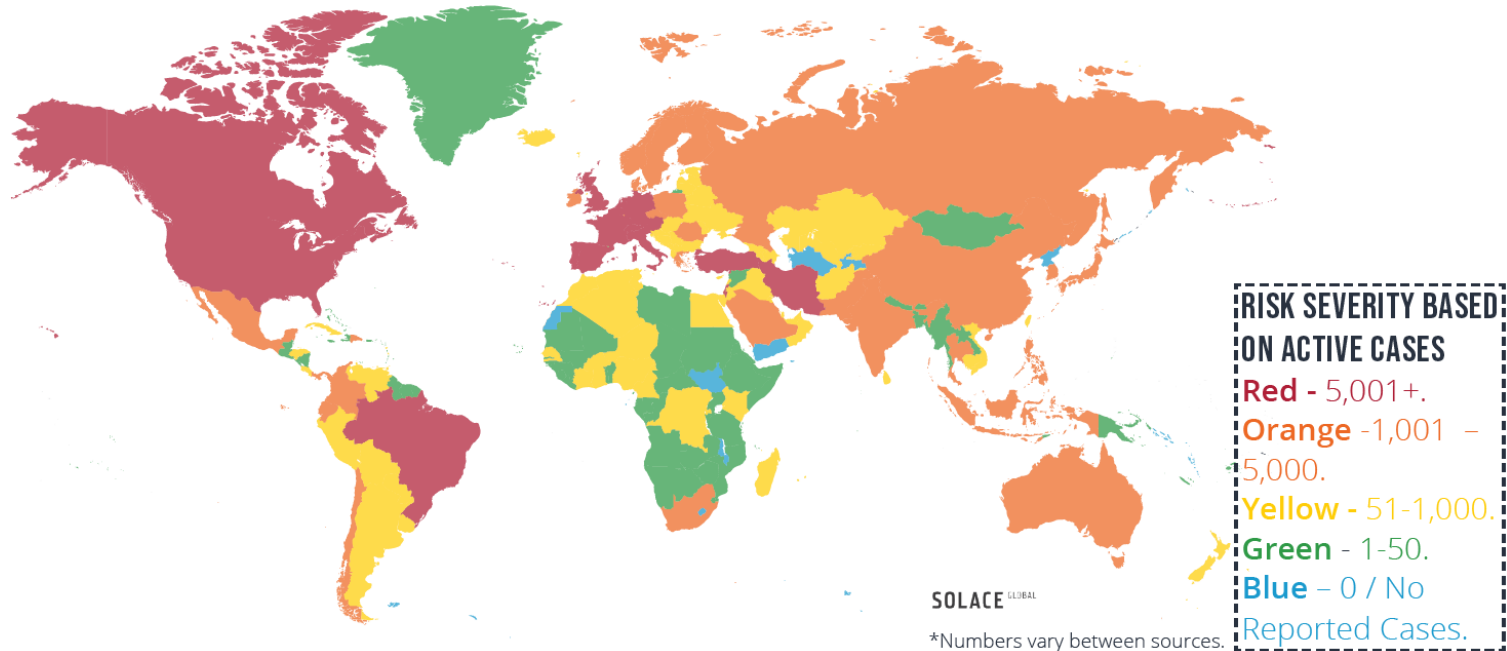 RISK SEVERITY BASED
ON ACTIVE CASES
Red - 5,001+.
Orange -1,001 –
5,000.
Yellow - 51-1,000.
Green - 1-50.
Blue – 0 / No
Reported Cases.
SOLACE GLOBAL
*Numbers vary between sources.